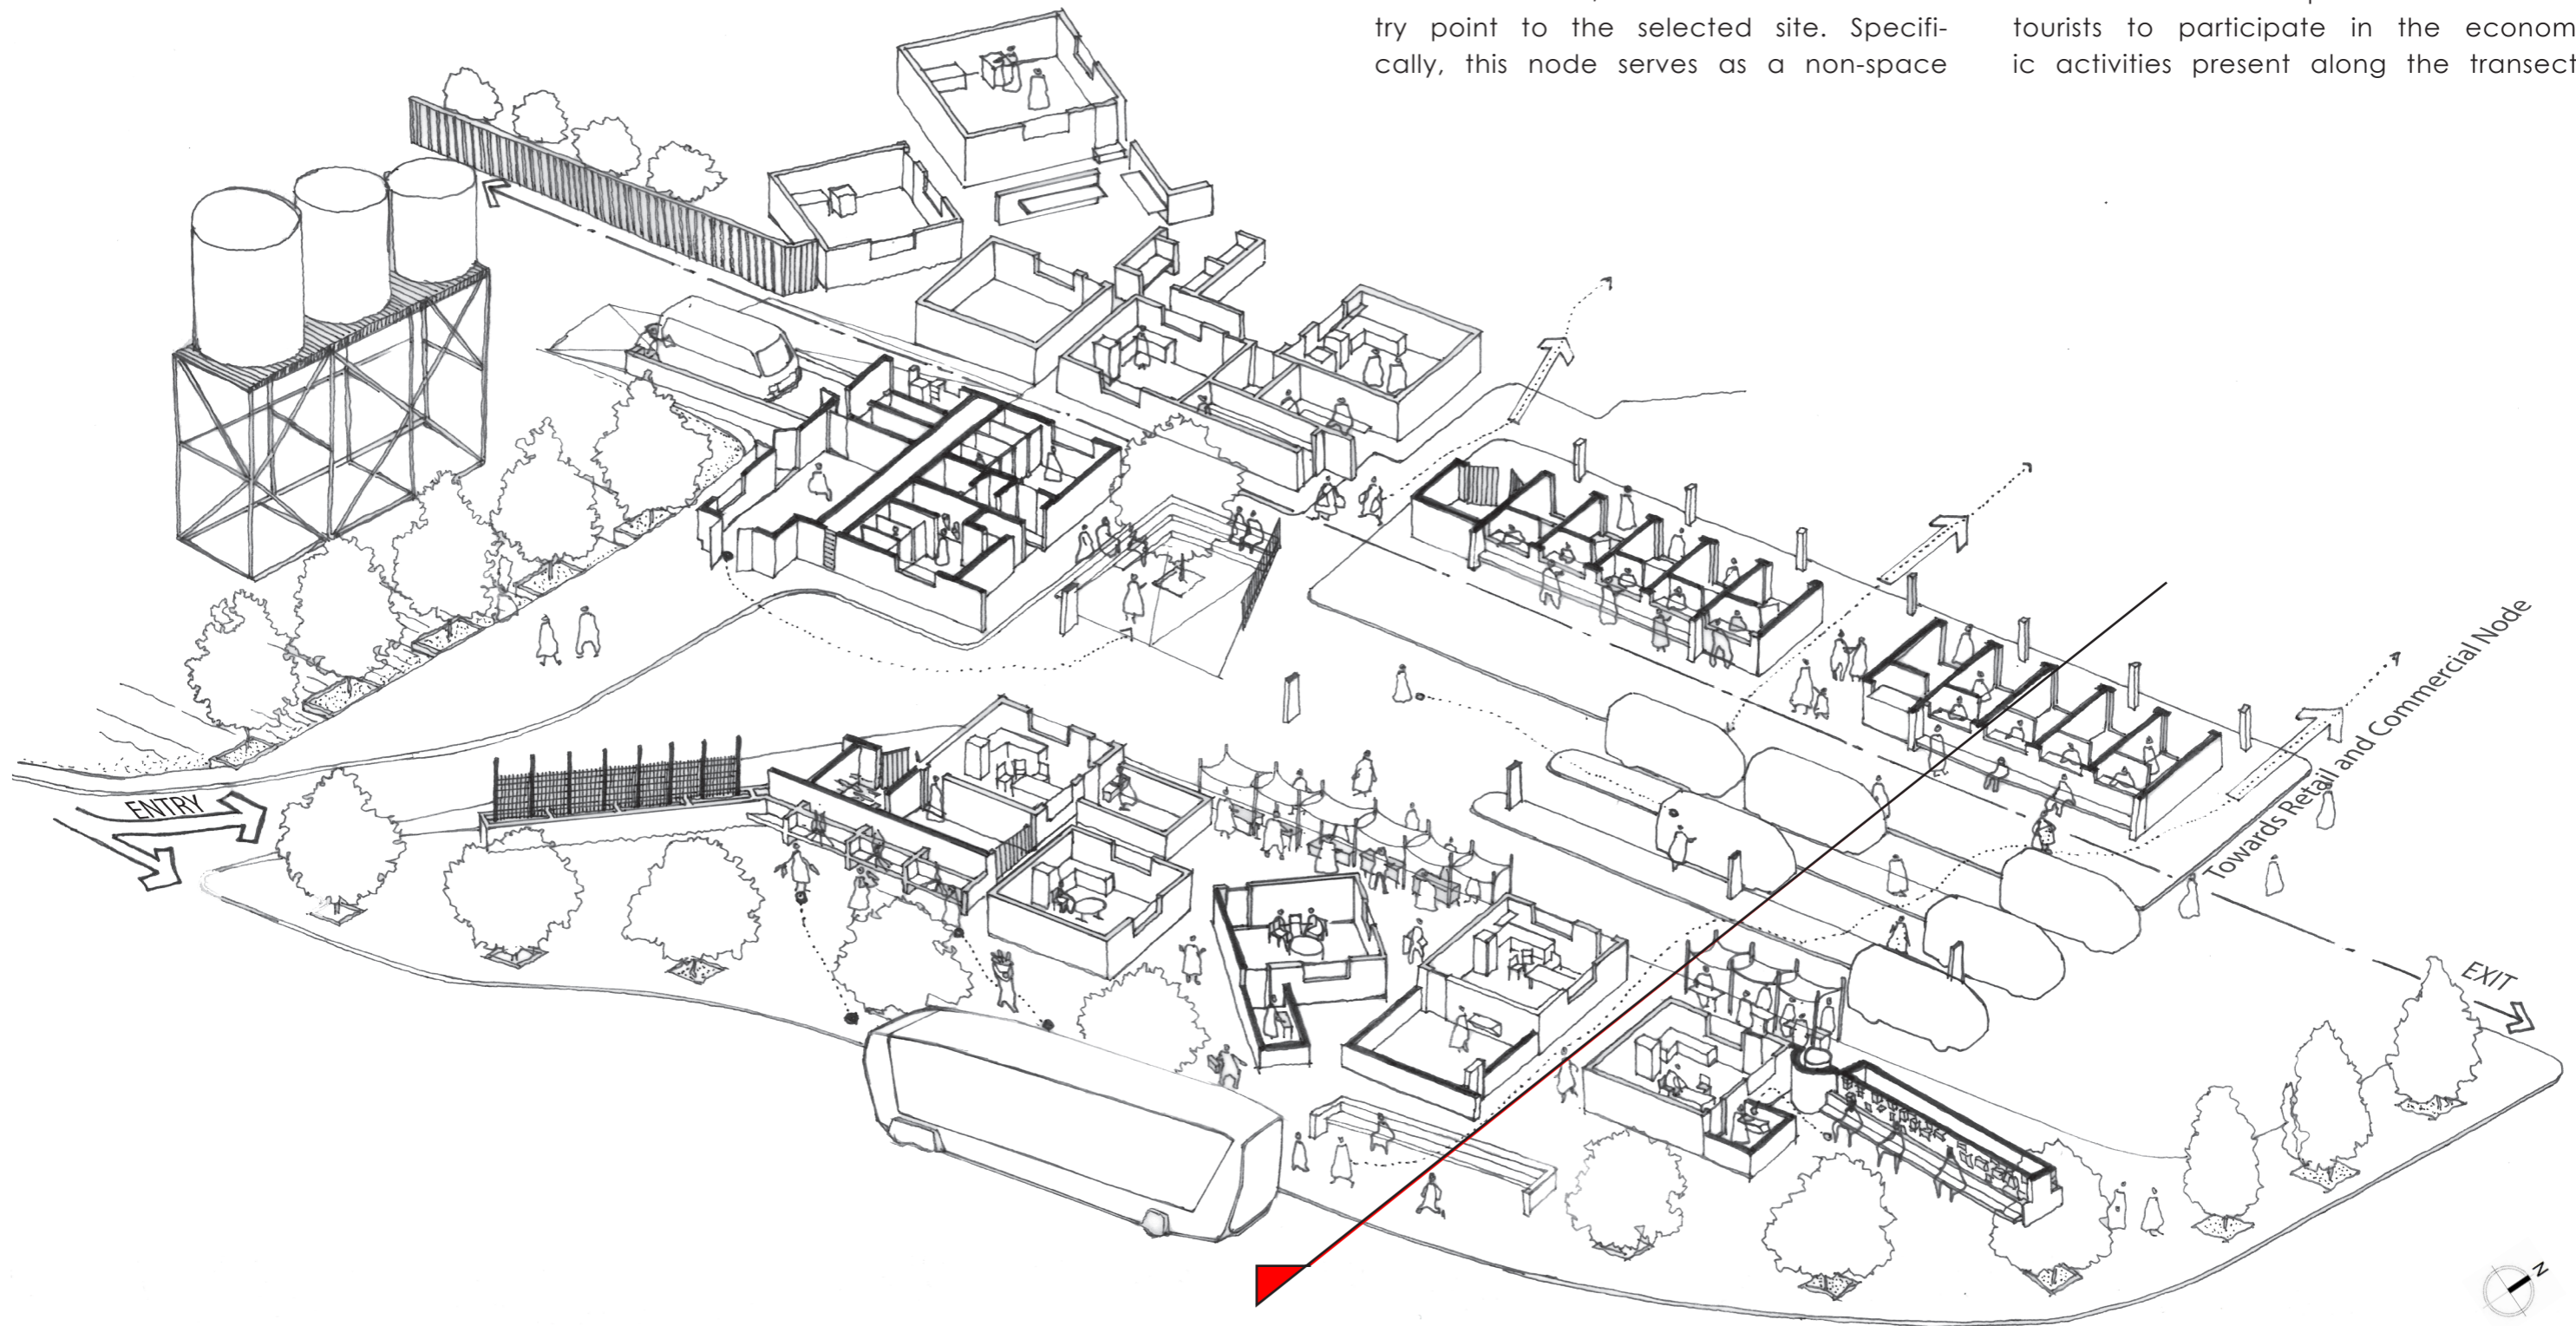 try point to the selected site. Specifi-
cally, this node serves as a non-space
tourists to participate in the econom
ic activities present along the transect
ENTRY
Towards Retail and Commercial Node
EXIT
N